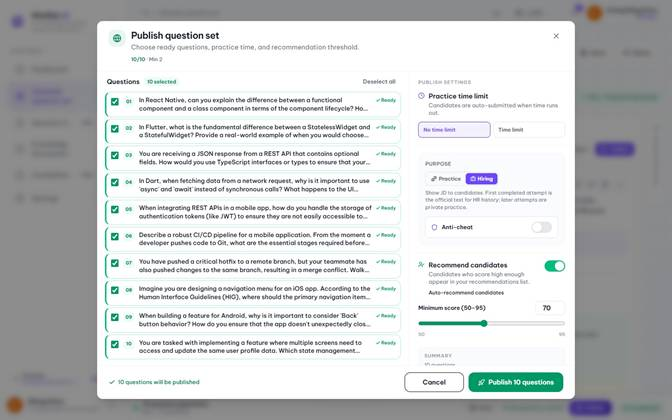 Publish question set
Choose ready questions, practice time, and recommendation threshold.
10/10 · Min 2
Questions 10 selected Deselect all
01 In React Native, can you explain the difference between a functional
component and a class component in terms of the component lifecycle? Ho...
✓ Ready
02 In Flutter, what is the fundamental difference between a StatelessWidget and
a StatefulWidget? Provide a real-world example of when you would choose...
✓ Ready
03 You are receiving a JSON response from a REST API that contains optional
fields. How would you use TypeScript interfaces or types to ensure that your...
✓ Ready
04 In Dart, when fetching data from a network request, why is it important to use
'async' and 'await' instead of synchronous calls? What happens to the UI...
✓ Ready
05 When integrating REST APIs in a mobile app, how do you handle the storage of
authentication tokens (like JWT) to ensure they are not easily accessible to...
✓ Ready
06 Describe a robust CI/CD pipeline for a mobile application. From the moment a
developer pushes code to Git, what are the essential stages required before...
✓ Ready
07 You have pushed a critical hotfix to a remote branch, but your teammate has
also pushed changes to the same branch, resulting in a merge conflict. Walk...
✓ Ready
08 Imagine you are designing a navigation menu for an iOS app. According to the
Human Interface Guidelines (HIG), where should the primary navigation item...
✓ Ready
09 When building a feature for Android, why is it important to consider 'Back'
button behavior? How do you ensure that the app doesn't unexpectedly clos...
✓ Ready
10 You are tasked with implementing a feature where multiple screens need to
access and update the same user profile data. Which state management...
✓ Ready
PUBLISH SETTINGS
Practice time limit
Candidates are auto-submitted when time runs
out.
No time limit Time limit
PURPOSE
Practice Hiring
Show JD to candidates. First completed attempt is
the official text for HR history; later attempts are
private practice.
Anti-cheat
Recommend candidates
Candidates who score high enough
appear in your recommendations list.
Auto-recommend candidates
Minimum score (50–95) 70
50 95
SUMMARY
10 questions
✓ 10 questions will be published
Cancel
Publish 10 questions